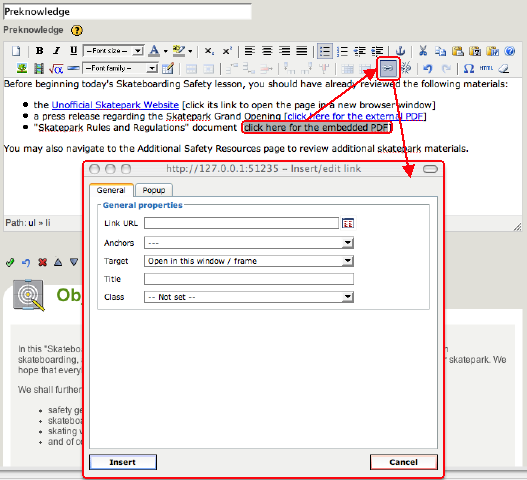 Preknowledge
Preknowledge
B I U -- Font size --
-- Font family -- HTML
Before beginning today's Skateboarding Safety lesson, you should have already reviewed the following materials:
the Unofficial Skatepark Website [click its link to open the page in a new browser window]
a press release regarding the Skatepark Grand Opening [click here for the external PDF]
"Skatepark Rules and Regulations" document [click here for the embedded PDF]
You may also navigate to the Additional Safety Resources page to review additional skatepark materials.
http://127.0.0.1:51235 – Insert/edit link
General Popup
General properties
Link URL
Anchors ---
Target Open in this window / frame
Title
Class -- Not set --
Insert Cancel
Path: ul » li
Ob
In this "Skateb
skateboarding, skatepark. We
hope that every
We shall further
safety ge
skateboa
skating
and of c